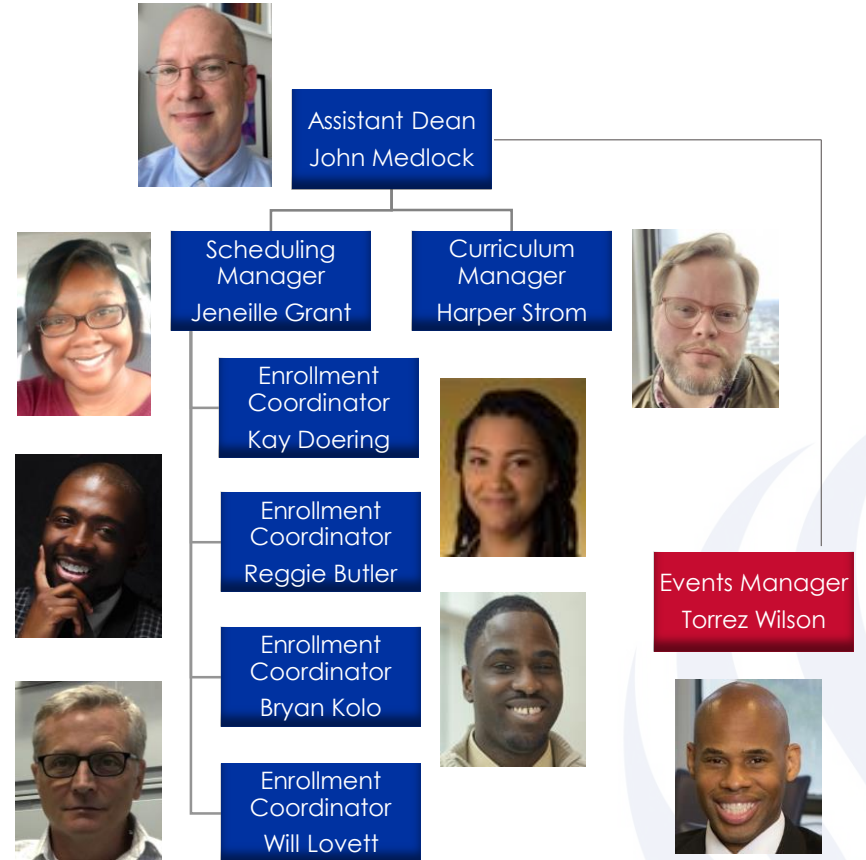 Assistant Dean
John Medlock
Scheduling
Manager
Jeneille Grant
Curriculum
Manager
Harper Strom
Enrollment
Coordinator
Kay Doering
Enrollment
Coordinator
Reggie Butler
Enrollment
Coordinator
Bryan Kolo
Enrollment
Coordinator
Will Lovett
Events Manager
Torrez Wilson